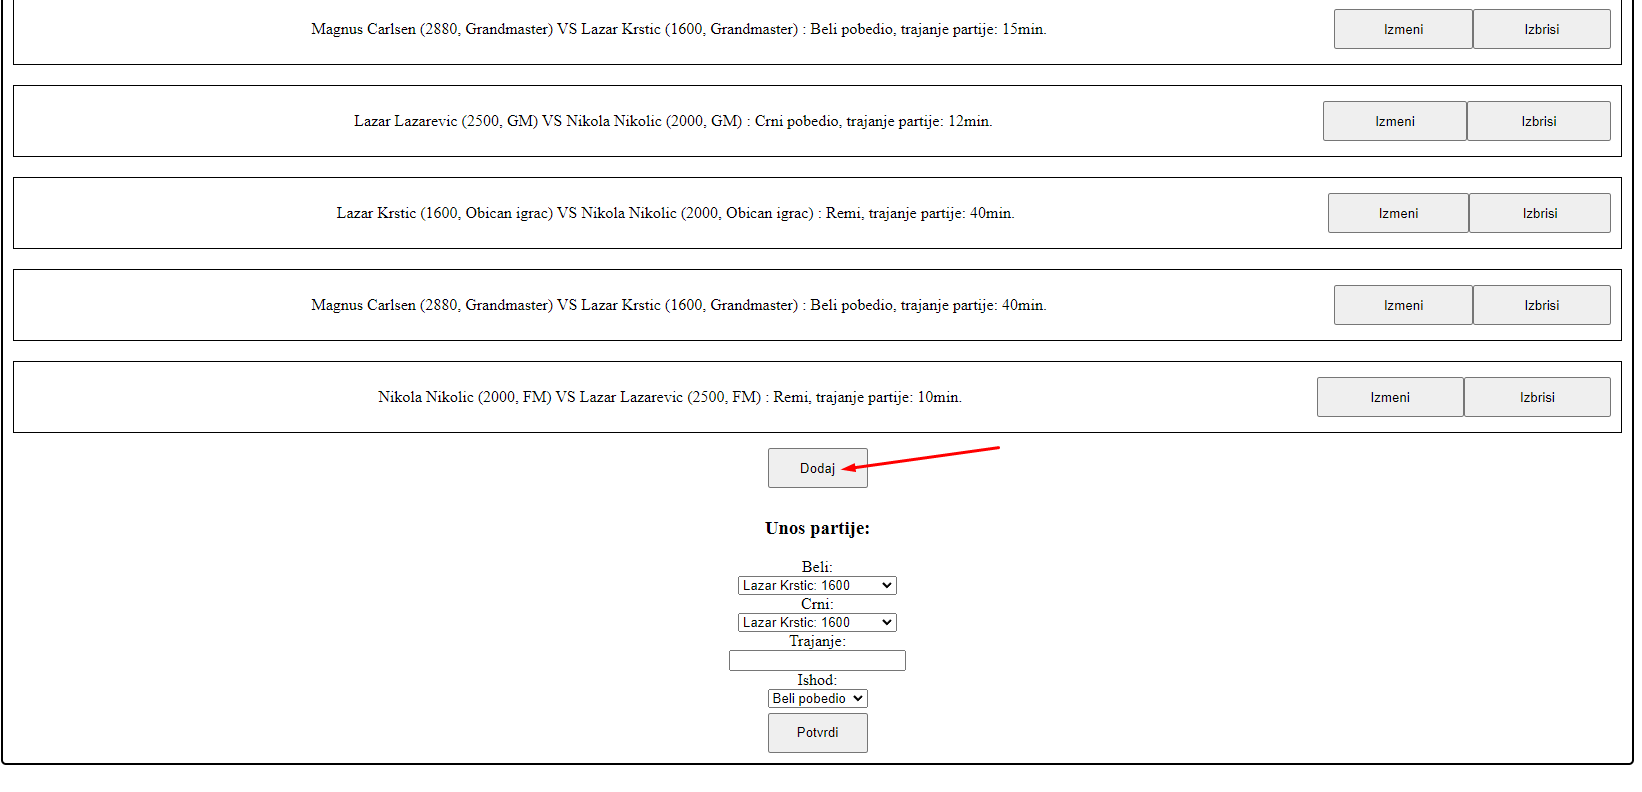 Magnus Carlsen (2880, Grandmaster) VS Lazar Krstic (1600, Grandmaster) : Beli pobedio, trajanje partije: 15min. Izmeni Izbrisi
Lazar Lazarevic (2500, GM) VS Nikola Nikolic (2000, GM) : Crni pobedio, trajanje partije: 12min. Izmeni Izbrisi
Lazar Krstic (1600, Obican igrac) VS Nikola Nikolic (2000, Obican igrac) : Remi, trajanje partije: 40min. Izmeni Izbrisi
Magnus Carlsen (2880, Grandmaster) VS Lazar Krstic (1600, Grandmaster) : Beli pobedio, trajanje partije: 40min. Izmeni Izbrisi
Nikola Nikolic (2000, FM) VS Lazar Lazarevic (2500, FM) : Remi, trajanje partije: 10min. Izmeni Izbrisi
Dodaj
Unos partije:
Beli:
Lazar Krstic: 1600
Crni:
Lazar Krstic: 1600
Trajanje:
Ishod:
Beli pobedio
Potvrdi